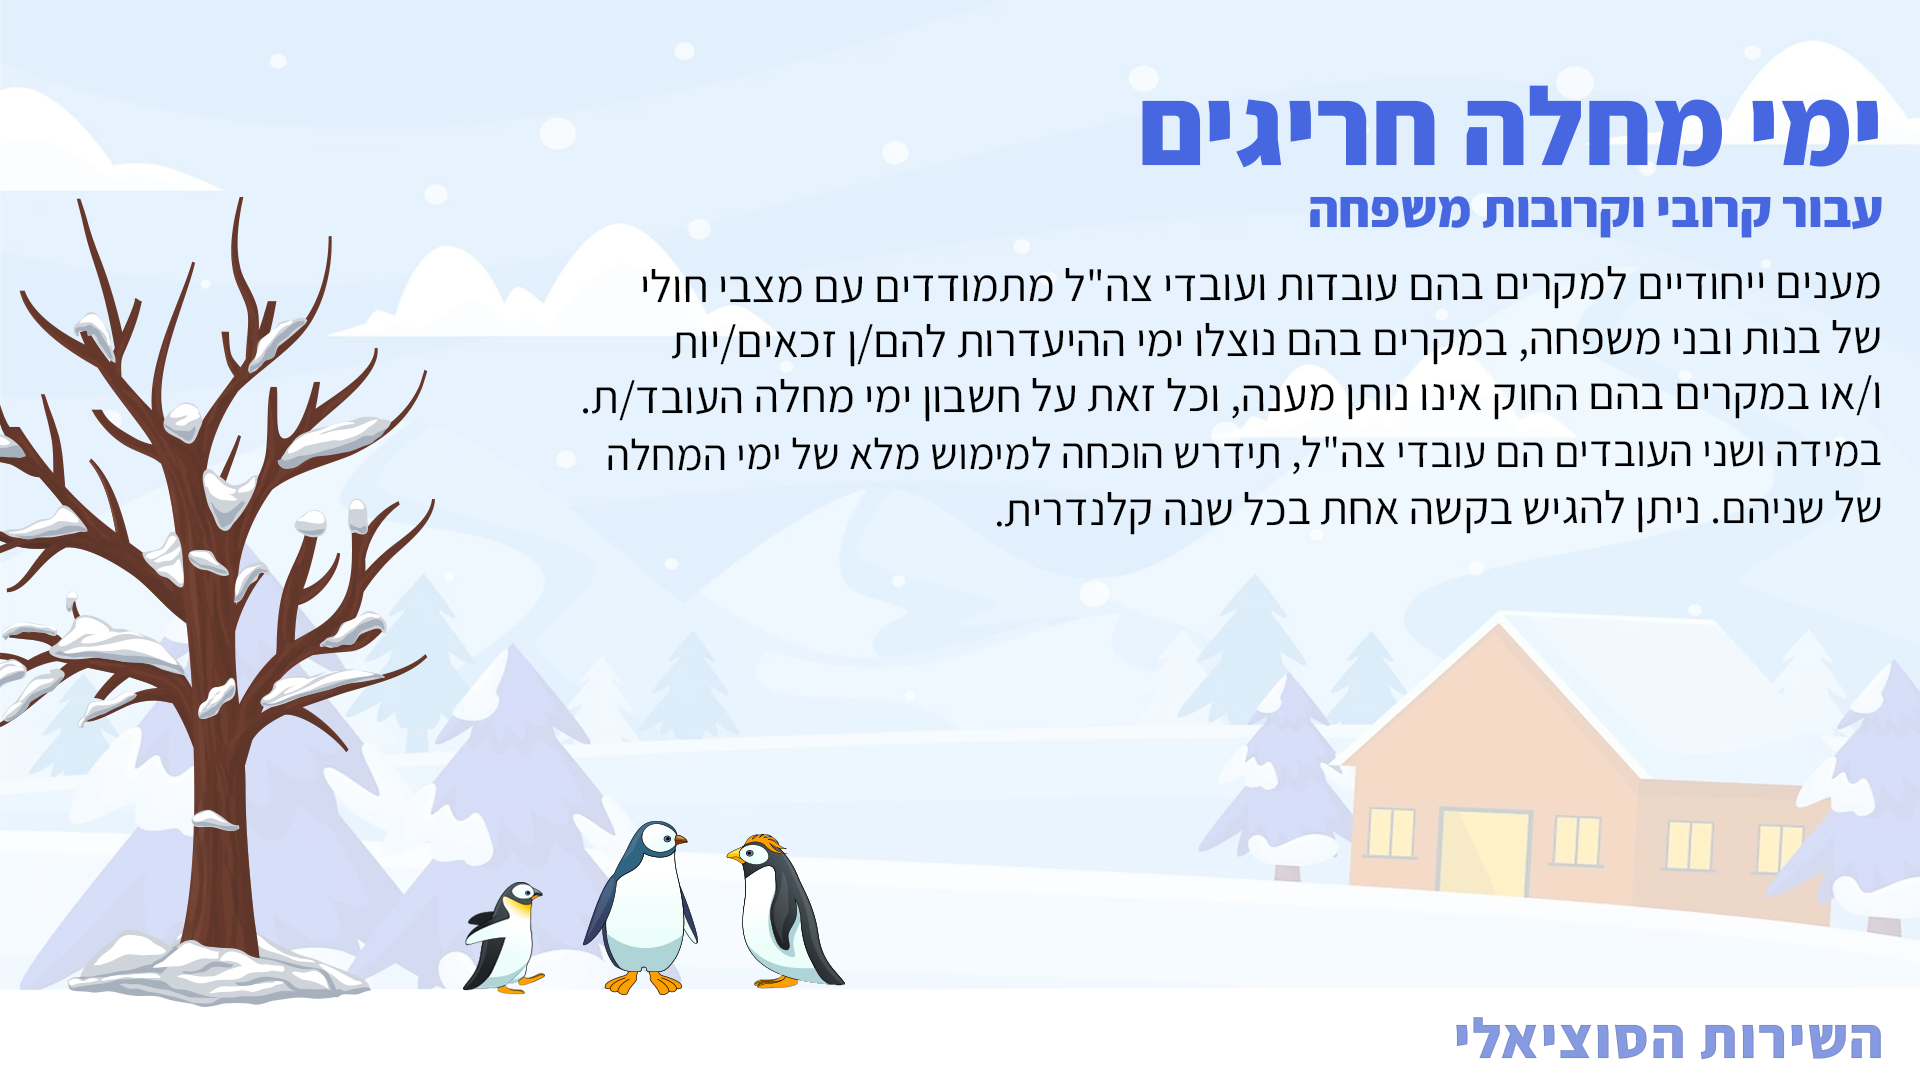 ימי מחלה חריגים
עבור קרובי וקרובות משפחה
מענים ייחודיים למקרים בהם עובדות ועובדי צה"ל מתמודדים עם מצבי חולי
של בנות ובני משפחה, במקרים בהם נוצלו ימי ההיעדרות להם/ן זכאים/יות
ו/או במקרים בהם החוק אינו נותן מענה, וכל זאת על חשבון ימי מחלה העובד/ת.
במידה ושני העובדים הם עובדי צה"ל, תידרש הוכחה למימוש מלא של ימי המחלה
של שניהם. ניתן להגיש בקשה אחת בכל שנה קלנדרית.
השירות הסוציאלי